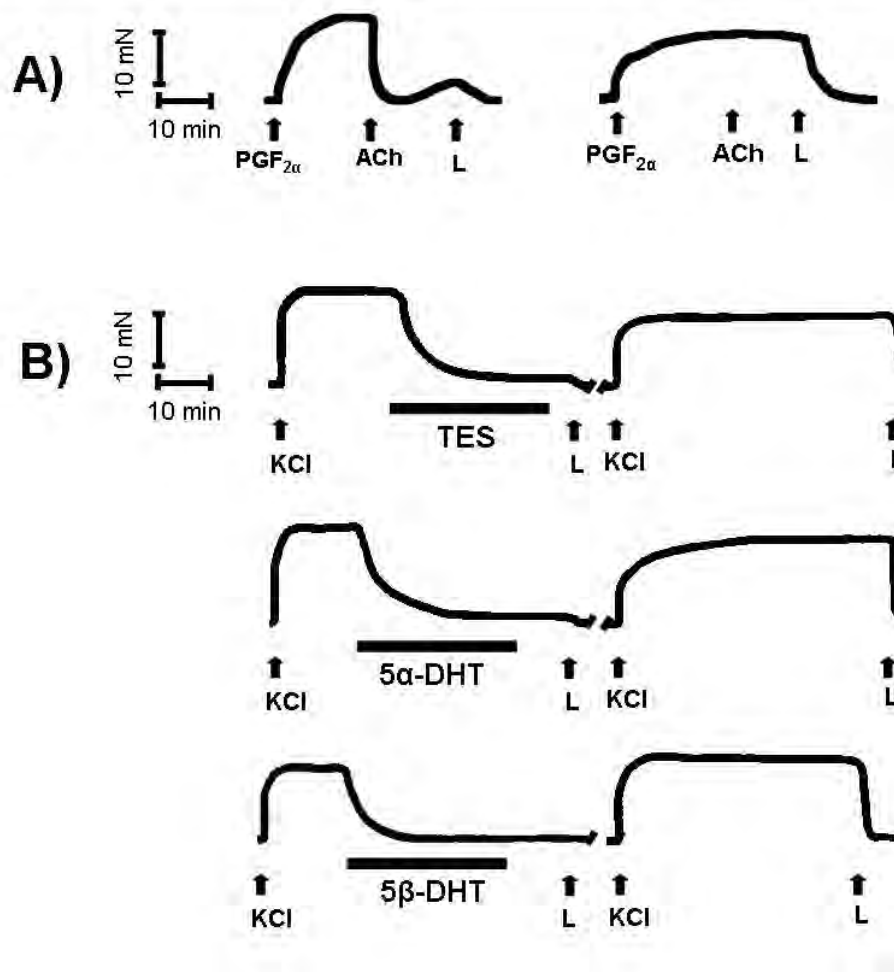 A)
10 mN
10 min
PGF2α
ACh
L
PGF2α
ACh
L
B)
10 mN
10 min
KCl
TES
L
KCl
KCl
5α-DHT
L
KCl
L
KCl
5β-DHT
L
KCl
L